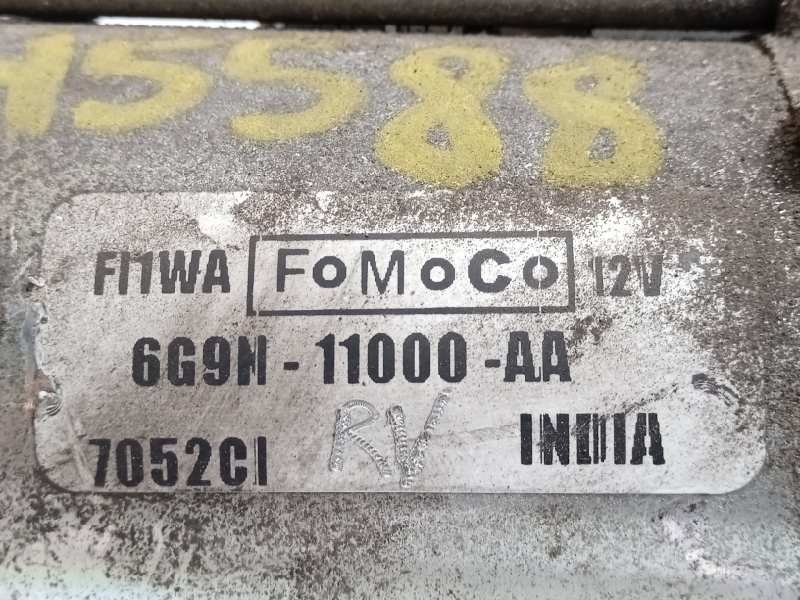 45588
FI1WA FoMoCo 12V
6G9N-11000-AA
7052CI RV INDIA